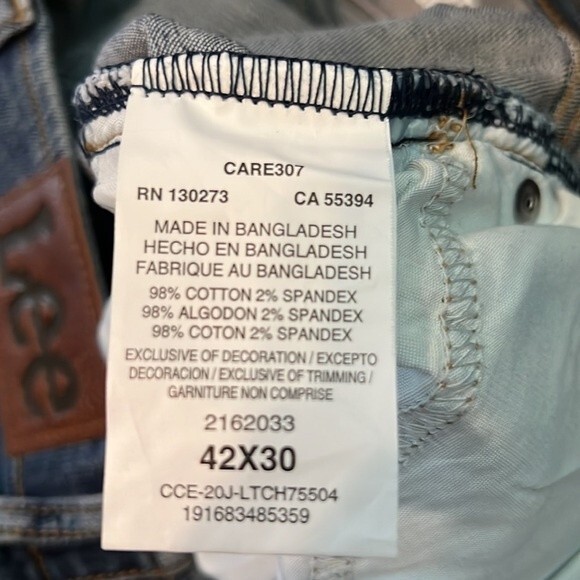 CARE307
RN 130273 CA 55394
MADE IN BANGLADESH
HECHO EN BANGLADESH
FABRIQUE AU BANGLADESH
98% COTTON 2% SPANDEX
98% ALGODON 2% SPANDEX
98% COTON 2% SPANDEX
EXCLUSIVE OF DECORATION / EXCEPTO
DECORACION / EXCLUSIVE OF TRIMMING /
GARNITURE NON COMPRISE
2162033
42X30
CCE-20J-LTCH75504
191683485359
Lee